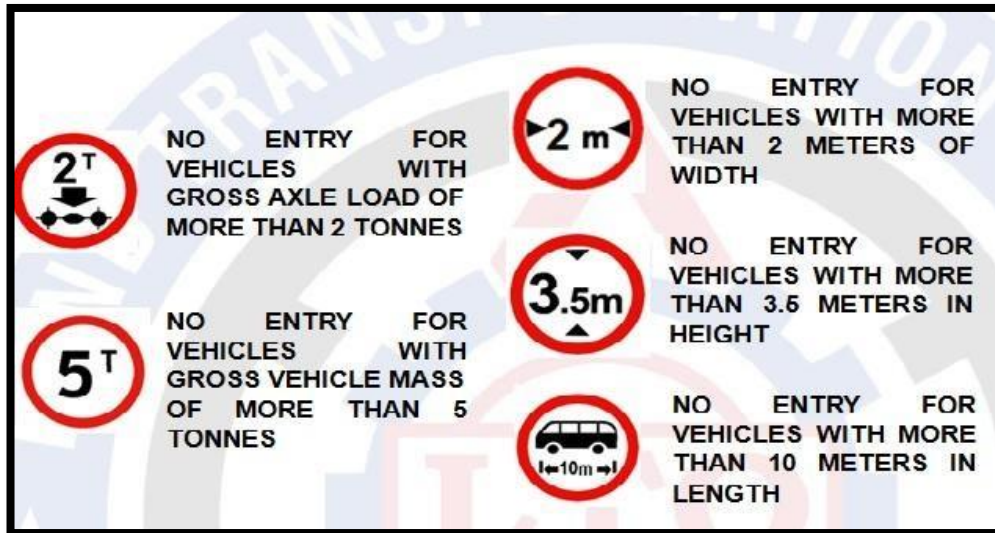 2T
NO ENTRY FOR
VEHICLES WITH
GROSS AXLE LOAD OF
MORE THAN 2 TONNES
5 T
NO ENTRY FOR
VEHICLES WITH
GROSS VEHICLE MASS
OF MORE THAN 5
TONNES
2 m
NO ENTRY FOR
VEHICLES WITH MORE
THAN 2 METERS OF
WIDTH
3.5m
NO ENTRY FOR
VEHICLES WITH MORE
THAN 3.5 METERS IN
HEIGHT
10m
NO ENTRY FOR
VEHICLES WITH MORE
THAN 10 METERS IN
LENGTH